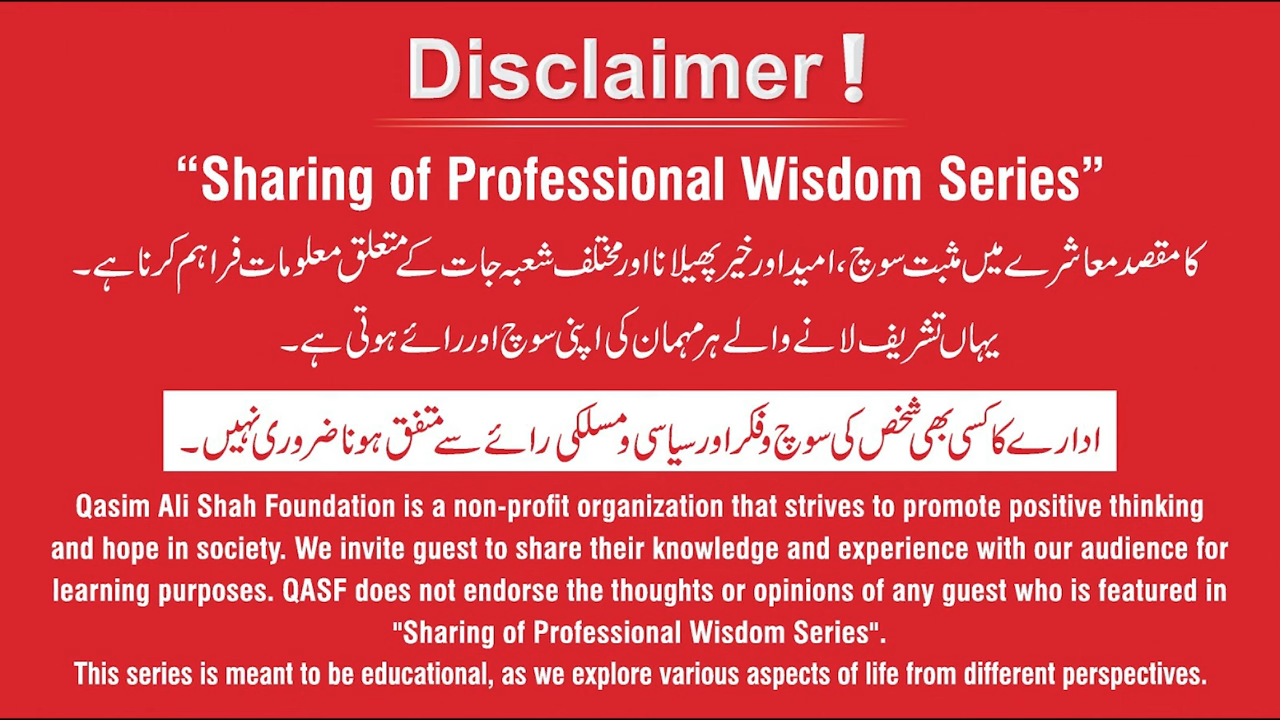 Disclaimer!
“Sharing of Professional Wisdom Series”
کا مقصد معاشرے میں مثبت سوچ، امید اور خیر پھیلانا اور مختلف شعبہ جات کے متعلق معلومات فراہم کرنا ہے۔
یہاں تشریف لانے والے ہر مہمان کی اپنی سوچ اور رائے ہوتی ہے۔
ادارے کا کسی بھی شخص کی سوچ و فکر اور سیاسی و مسلکی رائے سے متفق ہونا ضروری نہیں۔
Qasim Ali Shah Foundation is a non-profit organization that strives to promote positive thinking
and hope in society. We invite guest to share their knowledge and experience with our audience for
learning purposes. QASF does not endorse the thoughts or opinions of any guest who is featured in
"Sharing of Professional Wisdom Series".
This series is meant to be educational, as we explore various aspects of life from different perspectives.